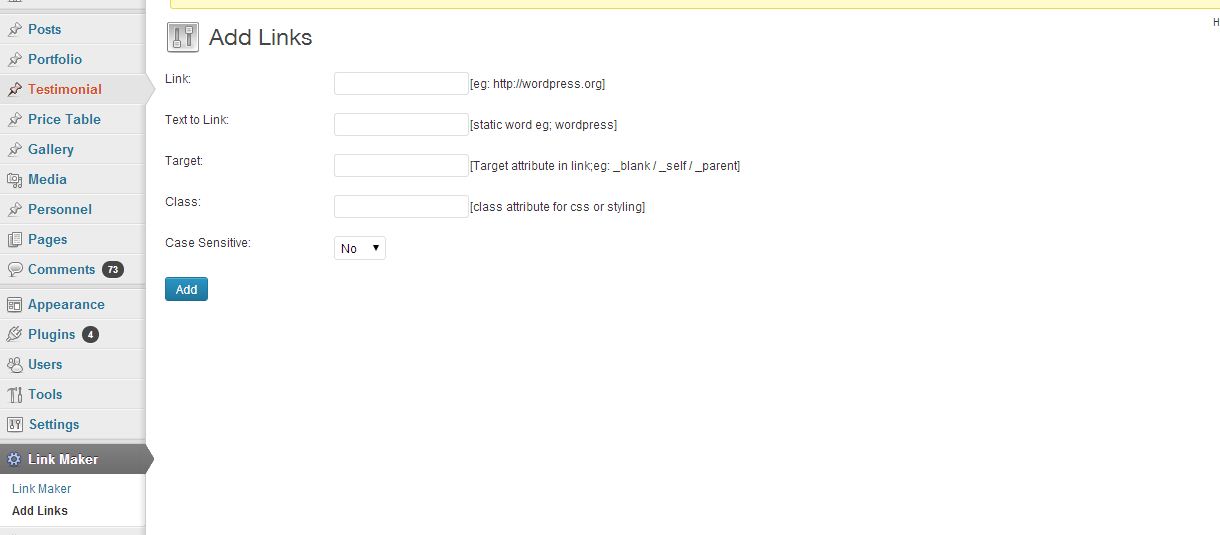 Posts
Portfolio
Testimonial
Price Table
Gallery
Media
Personnel
Pages
Comments 73
Appearance
Plugins 4
Users
Tools
Settings
Link Maker
Link Maker
Add Links
Add Links
Link: [eg: http://wordpress.org]
Text to Link: [static word eg; wordpress]
Target: [Target attribute in link;eg: _blank / _self / _parent]
Class: [class attribute for css or styling]
Case Sensitive: No
Add
H